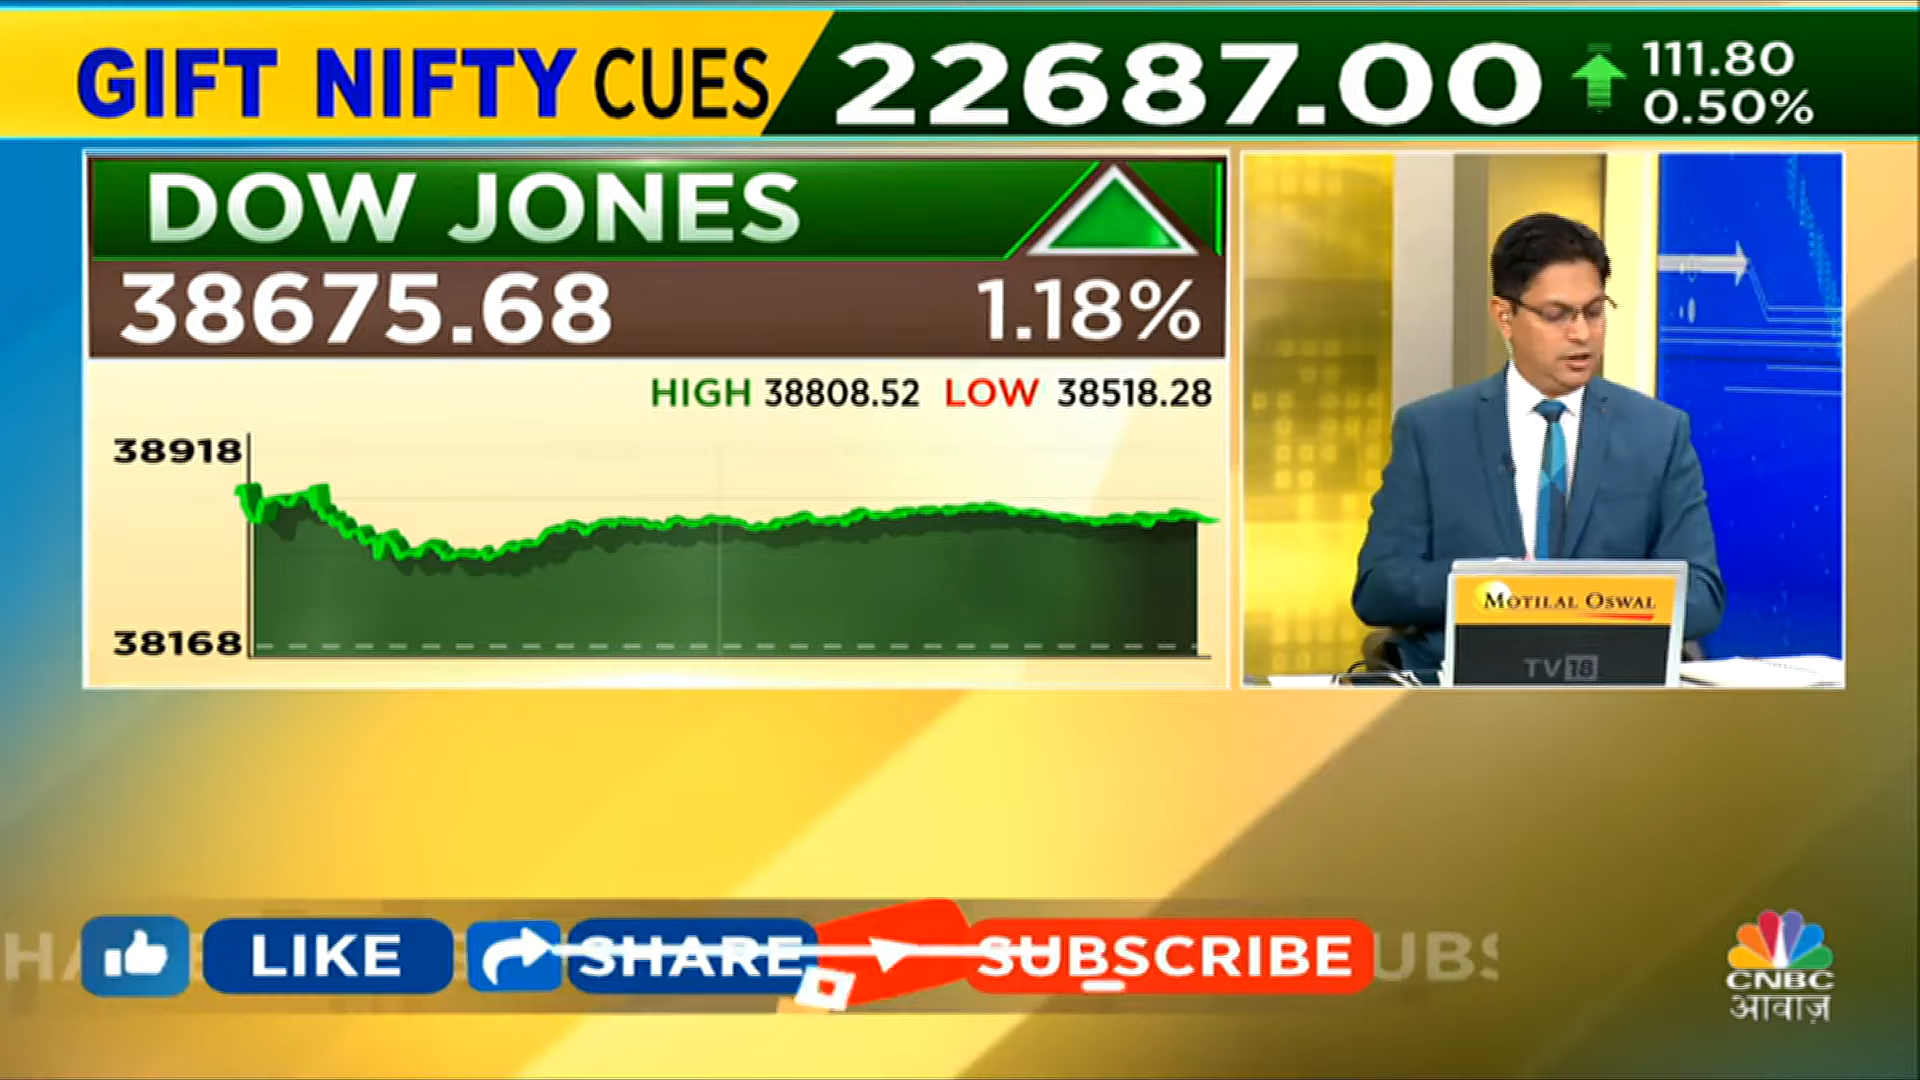 GIFT NIFTY CUES
22687.00
111.80
0.50%
DOW JONES
38675.68 1.18%
HIGH 38808.52 LOW 38518.28
38918
38168
MOTILAL OSWAL
TV18
LIKE SHARE SUBSCRIBE
CNBC
आवाज़